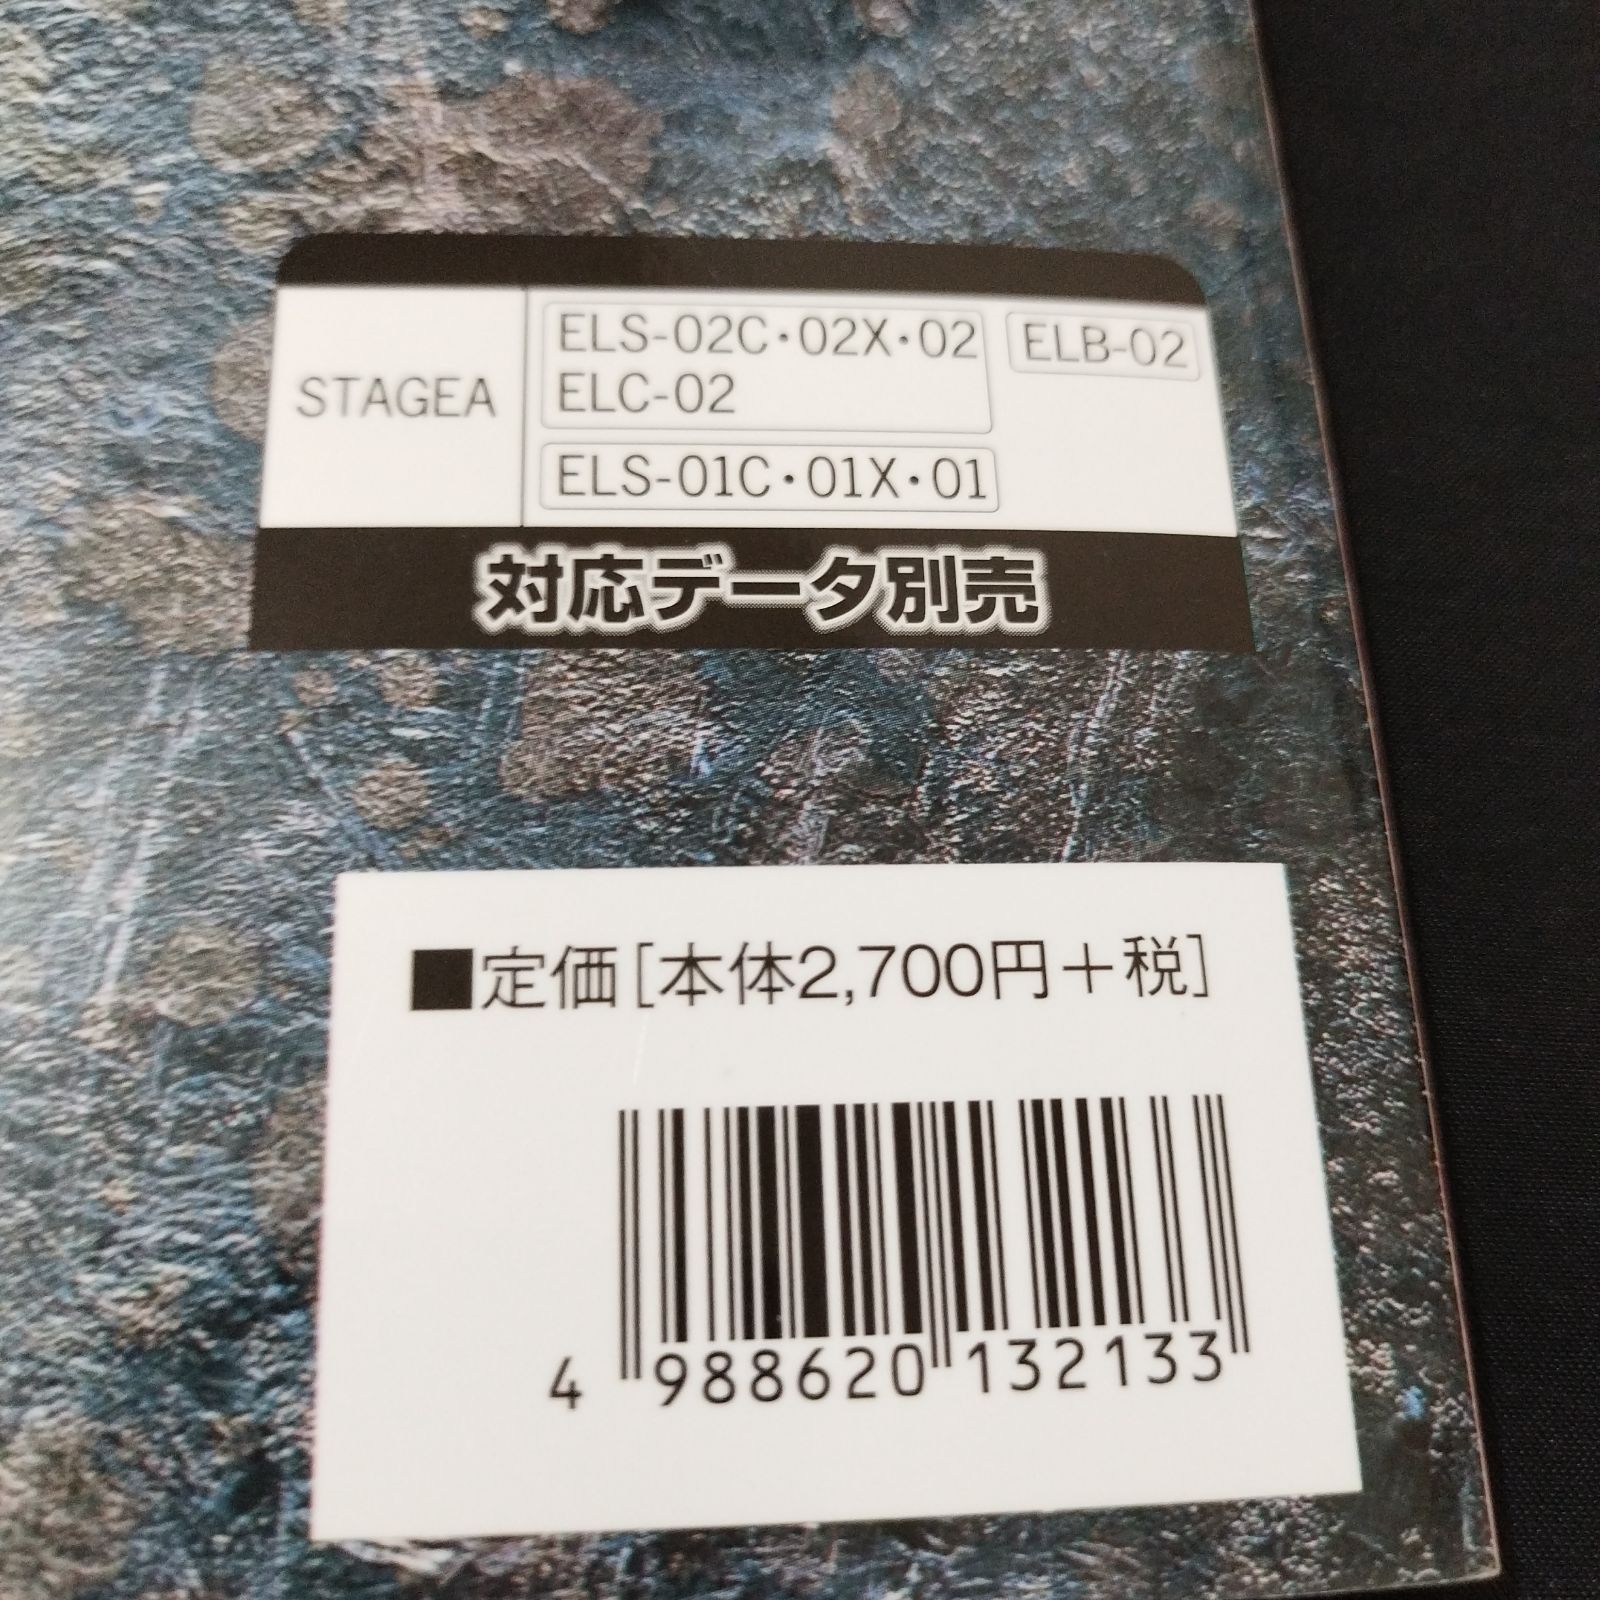 STAGEA
ELS-02C・02X・02
ELC-02
ELB-02
ELS-01C・01X・01
対応データ別売
■定価[本体2,700円+税]
4 988620 132133